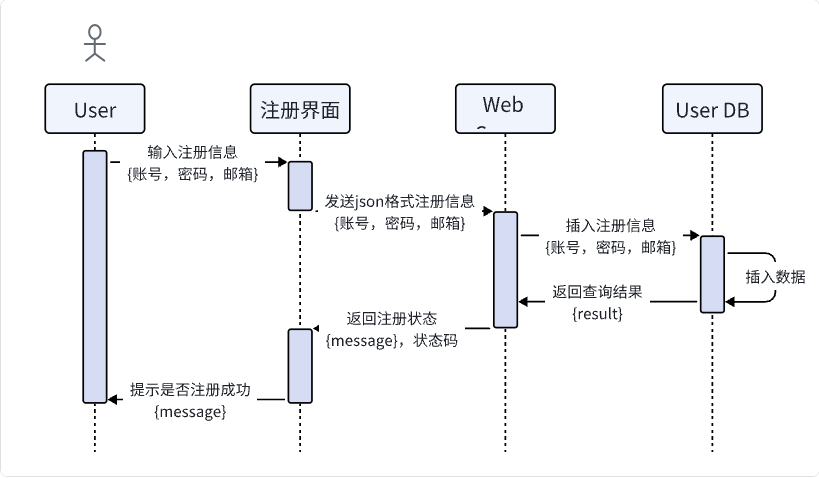 User
注册界面
Web
User DB
输入注册信息
{账号，密码，邮箱}
发送json格式注册信息
{账号，密码，邮箱}
插入注册信息
{账号，密码，邮箱}
插入数据
返回查询结果
{result}
返回注册状态
{message}，状态码
提示是否注册成功
{message}